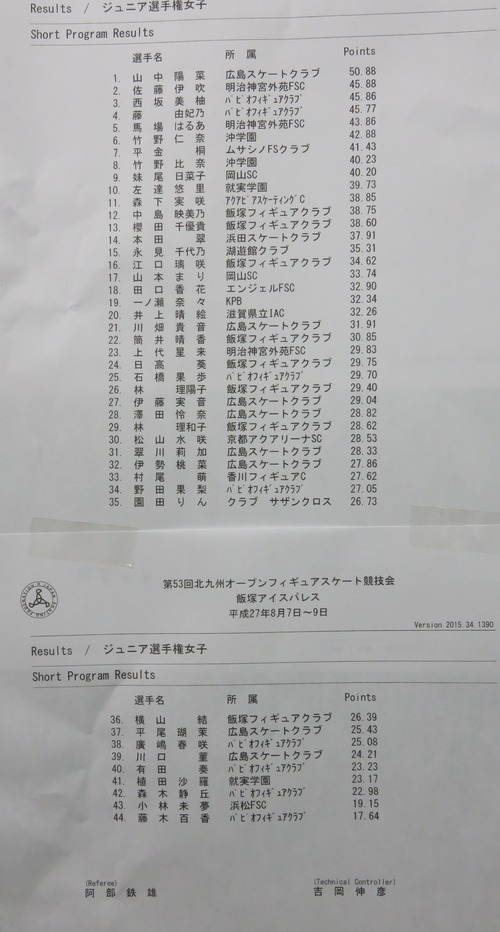 Results / ジュニア選手権女子
Short Program Results
選手名 所 属 Points
1. 山 中 陽 菜 広島スケートクラブ 50.88
2. 佐 藤 伊 吹 明治神宮外苑FSC 45.88
3. 西 坂 美 柚 パピオフィギュアクラブ 45.86
4. 藤 由妃乃 パピオフィギュアクラブ 45.77
5. 馬 場 はるあ 明治神宮外苑FSC 43.86
6. 竹 野 仁 奈 沖学園 42.88
7. 平 金 桐 ムサシノFSクラブ 41.43
8. 竹 野 比 奈 沖学園 40.23
9. 妹 尾 日菜子 岡山SC 40.20
10. 左 達 悠 里 就実学園 39.73
11. 森 下 実 咲 アクアピアスケーティングC 38.85
12. 中 島 映美乃 飯塚フィギュアクラブ 38.75
13. 櫻 田 千優貴 飯塚フィギュアクラブ 38.60
14. 本 田 翠 浜田スケートクラブ 37.91
15. 永 見 千代乃 湖遊館クラブ 35.31
16. 江 口 璃 咲 飯塚フィギュアクラブ 34.62
17. 山 本 ま り 岡山SC 33.74
18. 田 口 香 花 エンジェルFSC 32.90
19. 一ノ瀬 奈 々 KPB 32.34
20. 井 上 晴 絵 滋賀県立IAC 32.26
21. 川 畑 貴 音 広島スケートクラブ 31.91
22. 筒 井 晴 香 飯塚フィギュアクラブ 30.85
23. 上 代 星 来 明治神宮外苑FSC 29.83
24. 日 高 葵 飯塚フィギュアクラブ 29.75
25. 石 橋 果 歩 パピオフィギュアクラブ 29.70
26. 林 理陽子 飯塚フィギュアクラブ 29.40
27. 伊 藤 実 音 広島スケートクラブ 29.04
28. 澤 田 怜 奈 広島スケートクラブ 28.82
29. 林 理和子 飯塚フィギュアクラブ 28.62
30. 松 山 水 咲 京都アクアリーナSC 28.53
31. 翠 川 莉 加 広島スケートクラブ 28.33
32. 伊 勢 桃 菜 広島スケートクラブ 27.86
33. 村 尾 萌 香川フィギュアC 27.62
34. 野 田 果 梨 パピオフィギュアクラブ 27.05
35. 園 田 りん クラブ サザンクロス 26.73
第53回北九州オープンフィギュアスケート競技会
飯塚アイスパレス
平成27年8月7日～9日
Version 2015.34.1390
Results / ジュニア選手権女子
Short Program Results
選手名 所 属 Points
36. 横 山 結 飯塚フィギュアクラブ 26.39
37. 平 尾 瑚 茉 広島スケートクラブ 25.43
38. 廣 嶋 春 咲 パピオフィギュアクラブ 25.08
39. 川 口 菫 広島スケートクラブ 24.21
40. 有 田 奏 パピオフィギュアクラブ 23.23
41. 植 田 沙 羅 就実学園 23.17
42. 森 木 静 丘 パピオフィギュアクラブ 22.98
43. 小 林 未 夢 浜松FSC 19.15
44. 藤 木 百 香 パピオフィギュアクラブ 17.64
(Referee) (Technical Controller)
阿 部 鉄 雄 吉 岡 伸 彦